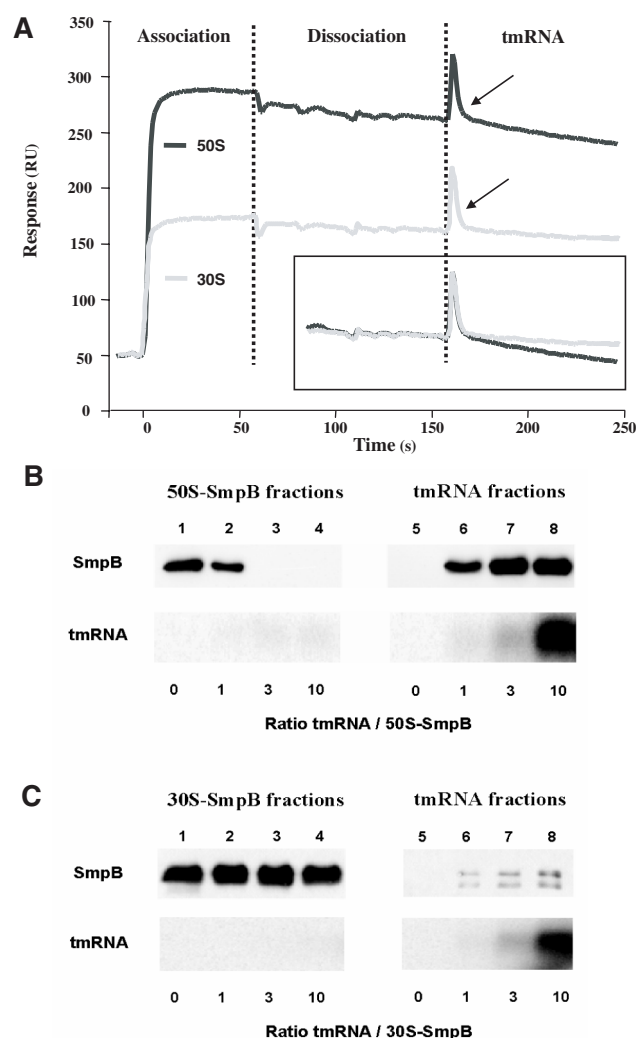 A
350
300
250
200
150
100
50
0
Response (RU)
Association
Dissociation
tmRNA
50S
30S
0 50 100 150 200 250
Time (s)
B
50S-SmpB fractions tmRNA fractions
1 2 3 4 5 6 7 8
SmpB
tmRNA
0 1 3 10 0 1 3 10
Ratio tmRNA / 50S-SmpB
C
30S-SmpB fractions tmRNA fractions
1 2 3 4 5 6 7 8
SmpB
tmRNA
0 1 3 10 0 1 3 10
Ratio tmRNA / 30S-SmpB